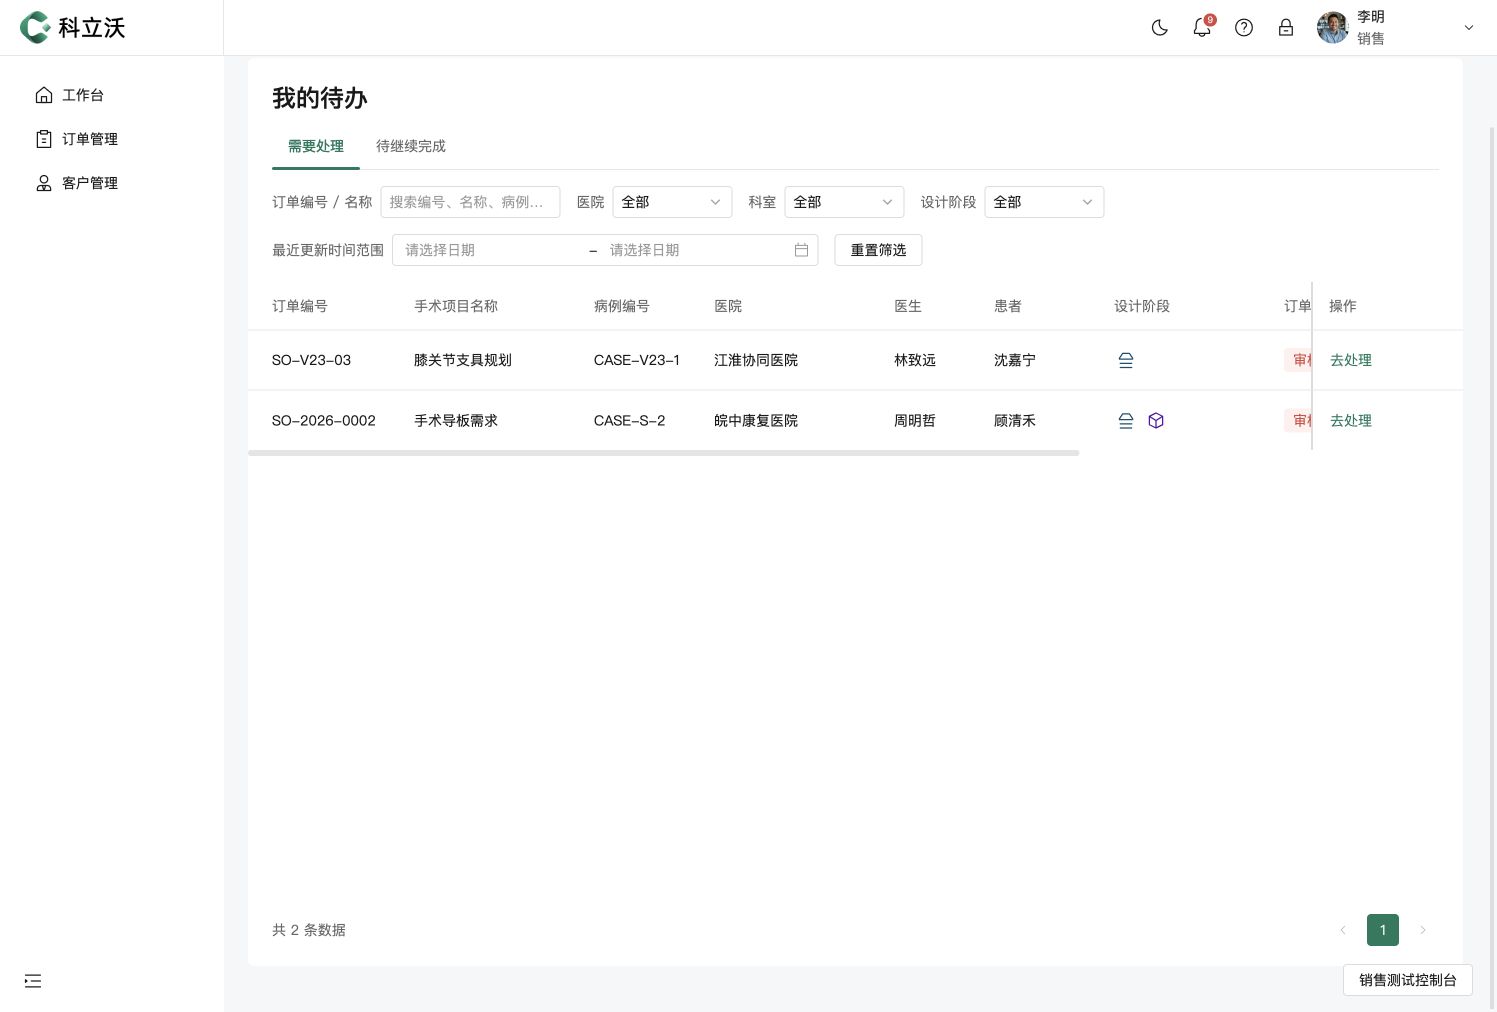 科立沃
9
李明
销售
工作台
订单管理
客户管理
我的待办
需要处理 待继续完成
订单编号 / 名称 搜索编号、名称、病例... 医院 全部 科室 全部 设计阶段 全部
最近更新时间范围 请选择日期 – 请选择日期 重置筛选
订单编号 手术项目名称 病例编号 医院 医生 患者 设计阶段 订单 操作
SO-V23-03 膝关节支具规划 CASE-V23-1 江淮协同医院 林致远 沈嘉宁 审 去处理
SO-2026-0002 手术导板需求 CASE-S-2 皖中康复医院 周明哲 顾清禾 审 去处理
共 2 条数据
1
销售测试控制台